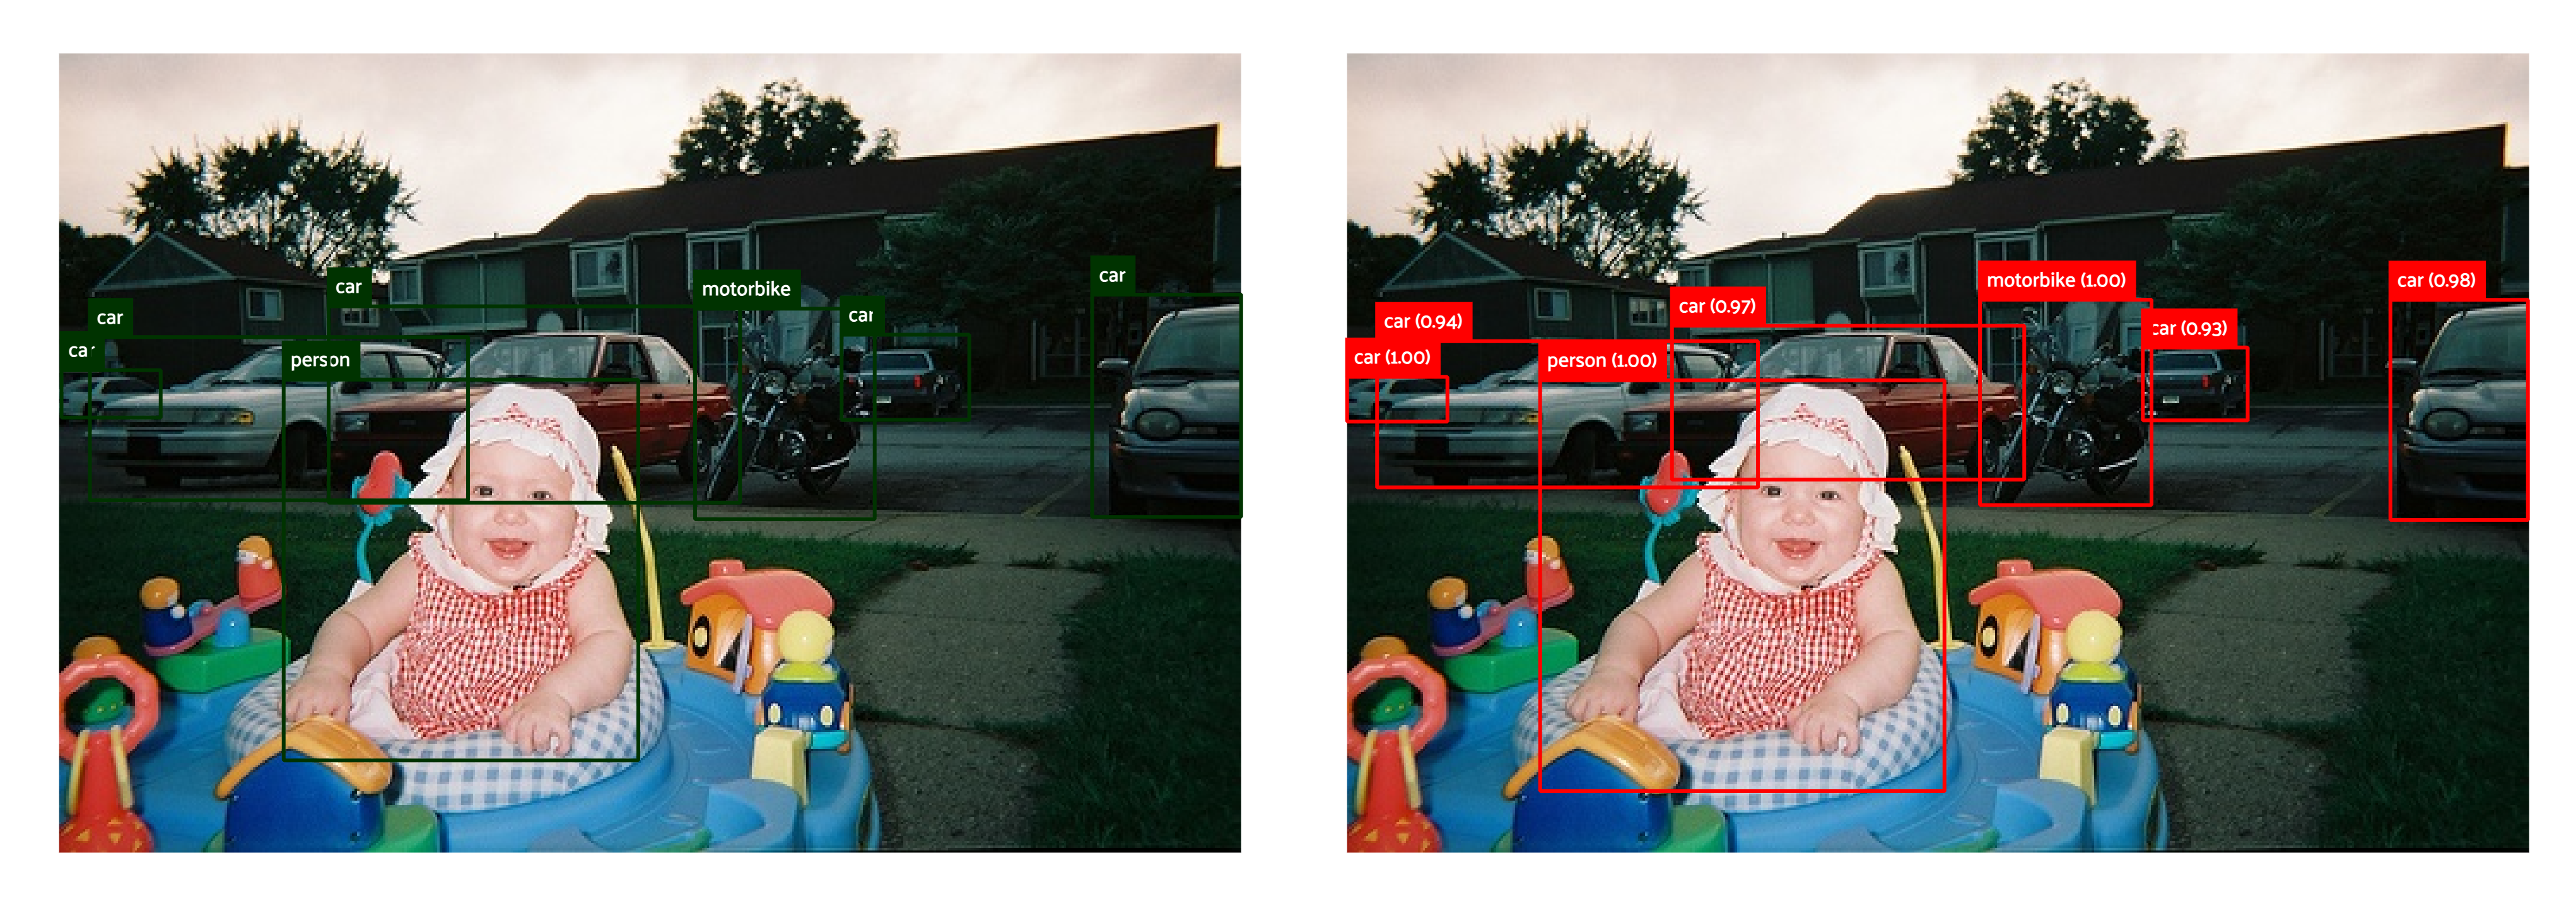 car
motorbike
car
car
car
ca
person
car (0.98)
motorbike (1.00)
car (0.97)
car (0.94)
car (0.93)
car (1.00)
person (1.00)